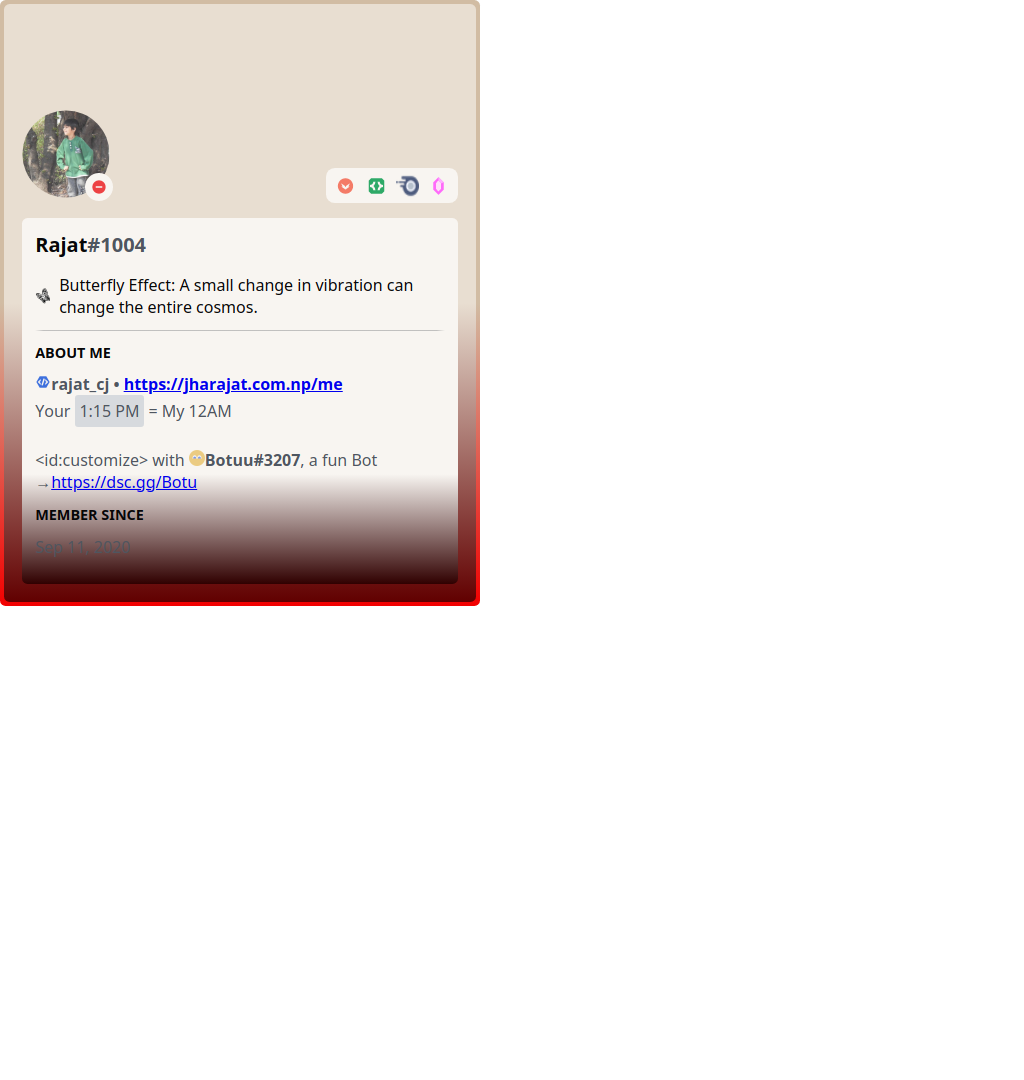 Rajat#1004
Butterfly Effect: A small change in vibration can
change the entire cosmos.
ABOUT ME
rajat_cj • https://jharajat.com.np/me
Your 1:15 PM = My 12AM
<id:customize> with Botuu#3207, a fun Bot
→https://dsc.gg/Botu
MEMBER SINCE
Sep 11, 2020